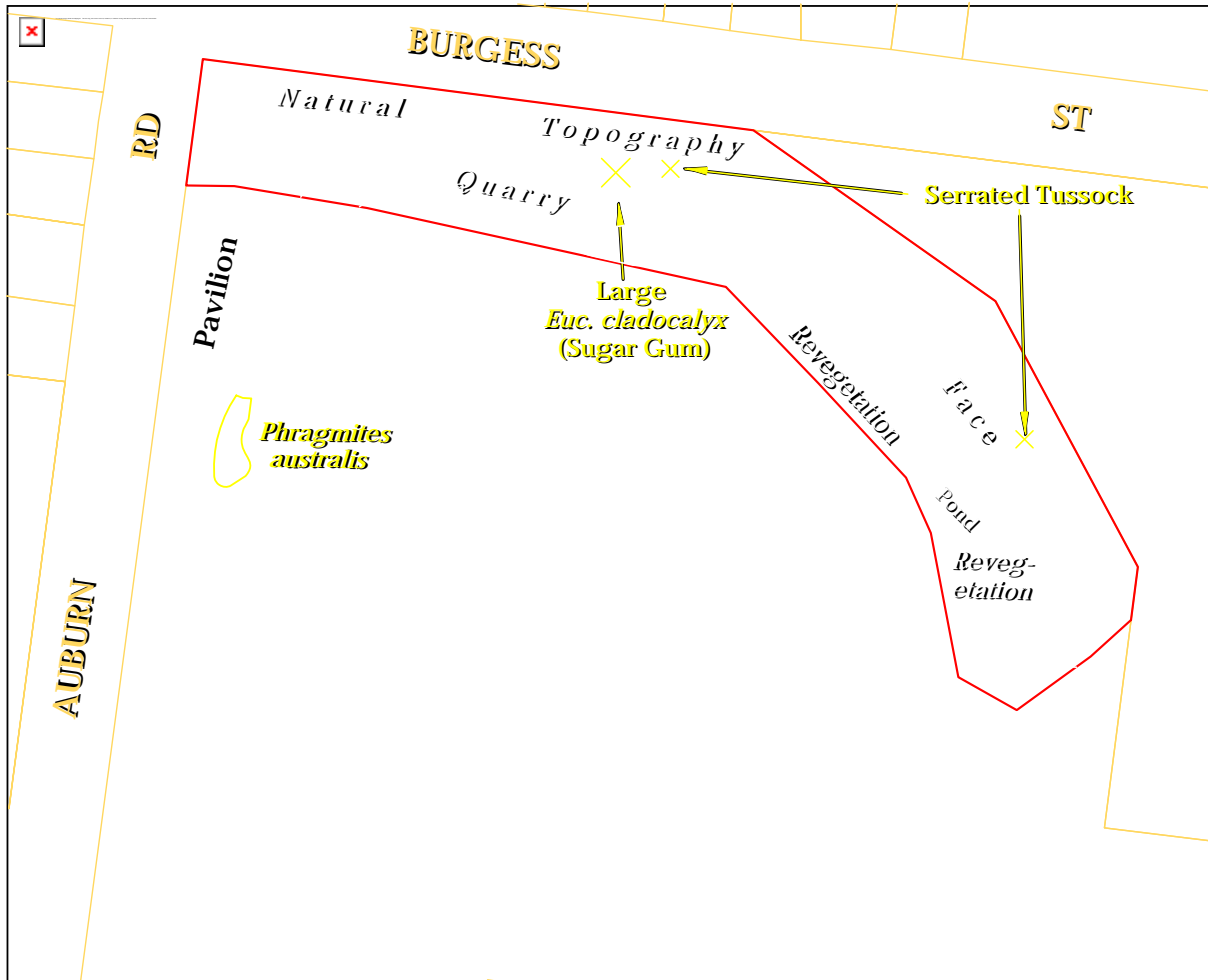 BURGESS
ST
Natural
Topography
RD
Quarry
Serrated Tussock
Pavilion
Large
Euc. cladocalyx
(Sugar Gum)
Revegetation
Face
Phragmites
australis
Pond
Reveg-
etation
AUBURN